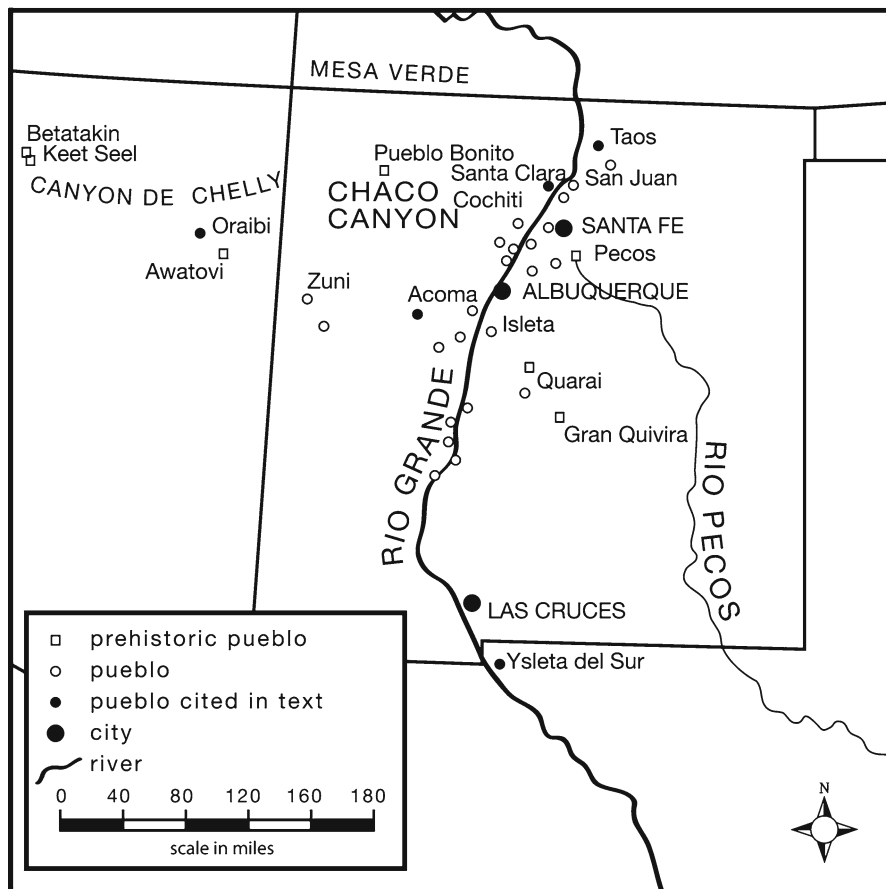 MESA VERDE
Betatakin
Keet Seel
CANYON DE CHELLY
Oraibi
Awatovi
Pueblo Bonito
CHACO
CANYON
Taos
Santa Clara
San Juan
Cochiti
SANTA FE
Pecos
Zuni
Acoma
ALBUQUERQUE
Isleta
Quarai
Gran Quivira
RIO GRANDE
RIO PECOS
LAS CRUCES
Ysleta del Sur
prehistoric pueblo
pueblo
pueblo cited in text
city
river
0 40 80 120 160 180
scale in miles
N